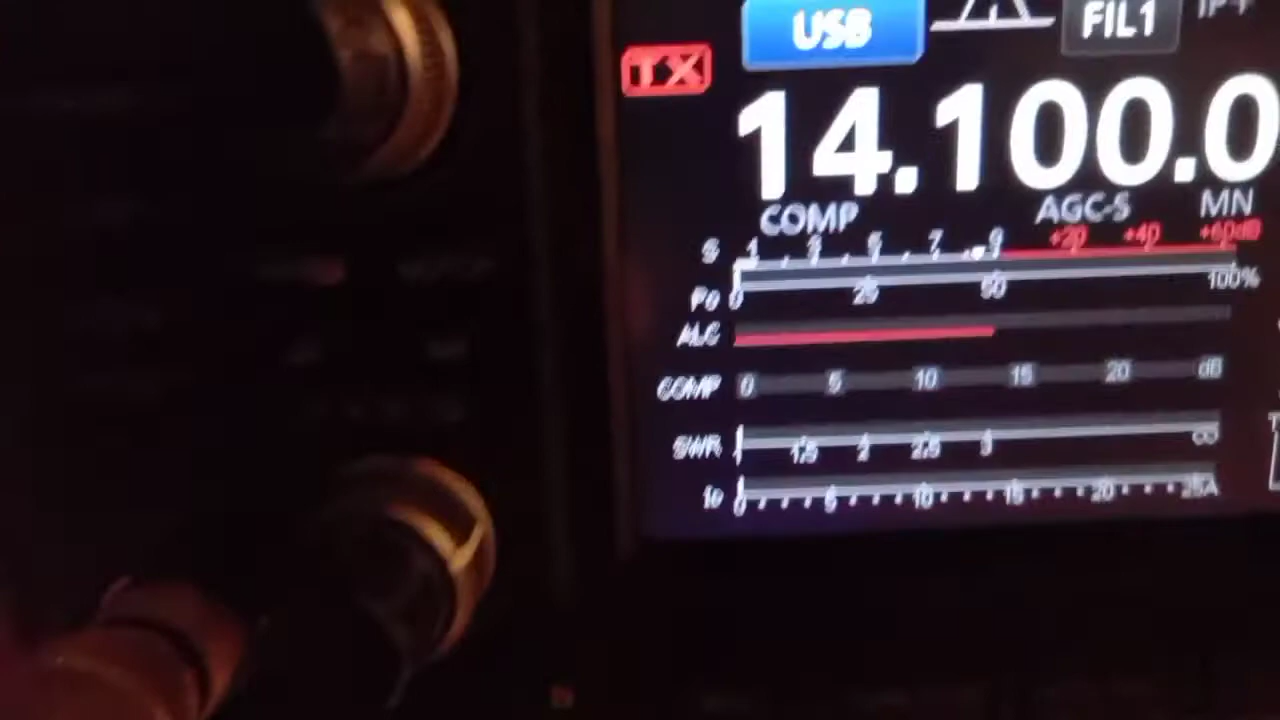 USB FIL1 IP+
TX
14.100.0
COMP AGC-S MN
S 1 3 5 7 9 +20 +40 +60dB
Po 0 25 50 100%
ALC
COMP 0 5 10 15 20 dB
SWR 1 1.5 2 2.5 3 ∞
ID 0 5 10 15 20 25A